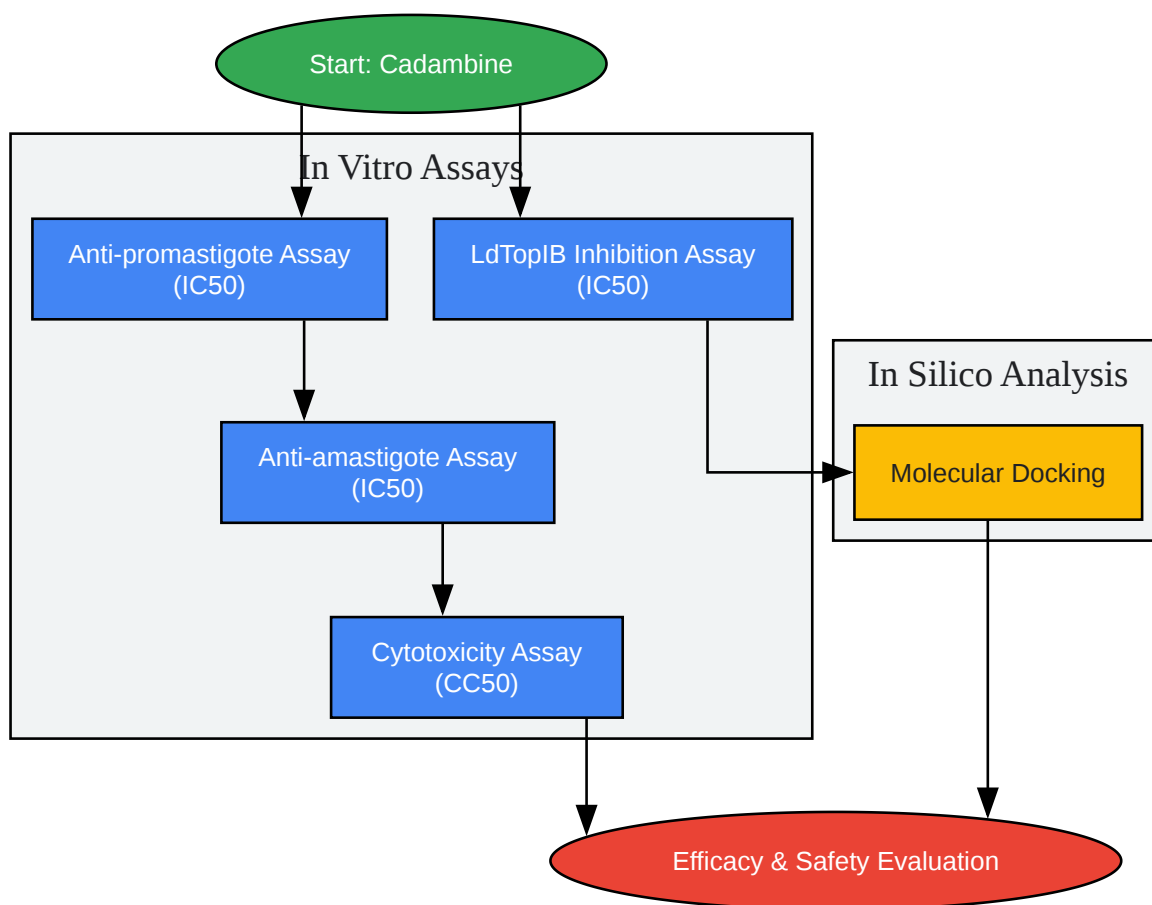 Start: Cadambine
In Vitro Assays
Anti-promastigote Assay
(IC50)
LdTopIB Inhibition Assay
(IC50)
In Silico Analysis
Anti-amastigote Assay
(IC50)
Molecular Docking
Cytotoxicity Assay
(CC50)
Efficacy & Safety Evaluation